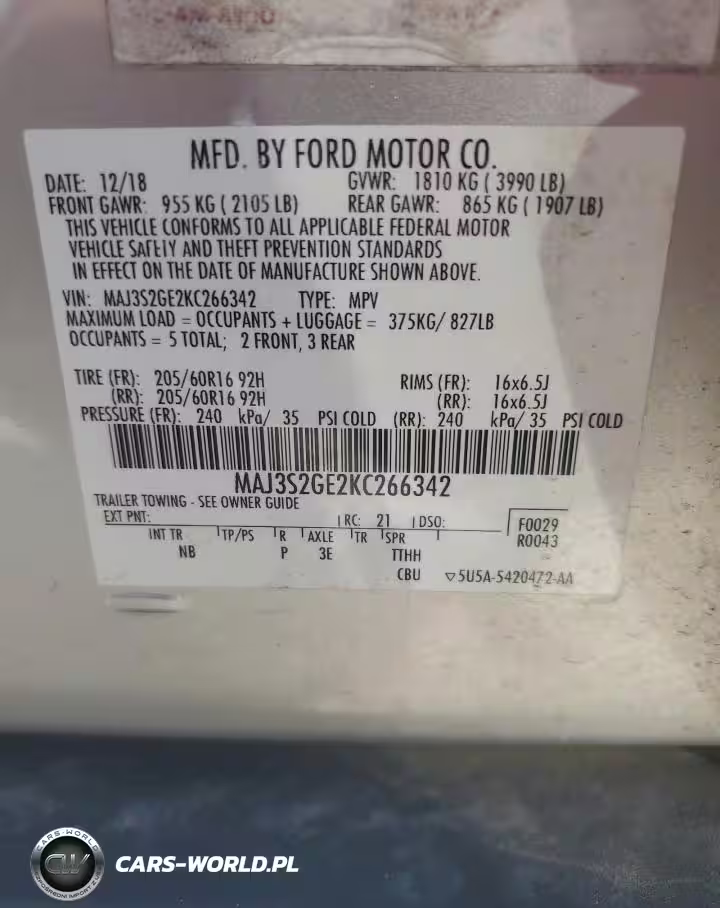 MFD. BY FORD MOTOR CO.
DATE: 12/18 GVWR: 1810 KG ( 3990 LB)
FRONT GAWR: 955 KG ( 2105 LB) REAR GAWR: 865 KG ( 1907 LB)
THIS VEHICLE CONFORMS TO ALL APPLICABLE FEDERAL MOTOR
VEHICLE SAFETY AND THEFT PREVENTION STANDARDS
IN EFFECT ON THE DATE OF MANUFACTURE SHOWN ABOVE.
VIN: MAJ3S2GE2KC266342 TYPE: MPV
MAXIMUM LOAD = OCCUPANTS + LUGGAGE = 375KG/ 827LB
OCCUPANTS = 5 TOTAL; 2 FRONT, 3 REAR
TIRE (FR): 205/60R16 92H RIMS (FR): 16x6.5J
(RR): 205/60R16 92H (RR): 16x6.5J
PRESSURE (FR): 240 kPa/ 35 PSI COLD (RR): 240 kPa/ 35 PSI COLD
MAJ3S2GE2KC266342
TRAILER TOWING - SEE OWNER GUIDE
EXT PNT: RC: 21 DSO: F0029
INT TR TP/PS R AXLE TR SPR R0043
NB P 3E TTHH
CBU ▽5U5A-5420472-AA
CARS-WORLD
CW
CARS-WORLD.PL